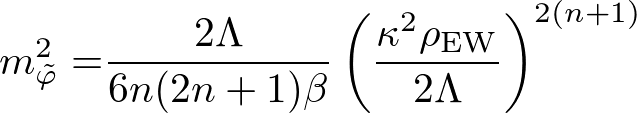 $m_{\tilde{\varphi}}^{2} = \frac{2\Lambda}{6n(2n+1)\beta} \left( \frac{\kappa^{2} \rho_{\mathrm{EW}}}{2\Lambda} \right)^{2(n+1)}$